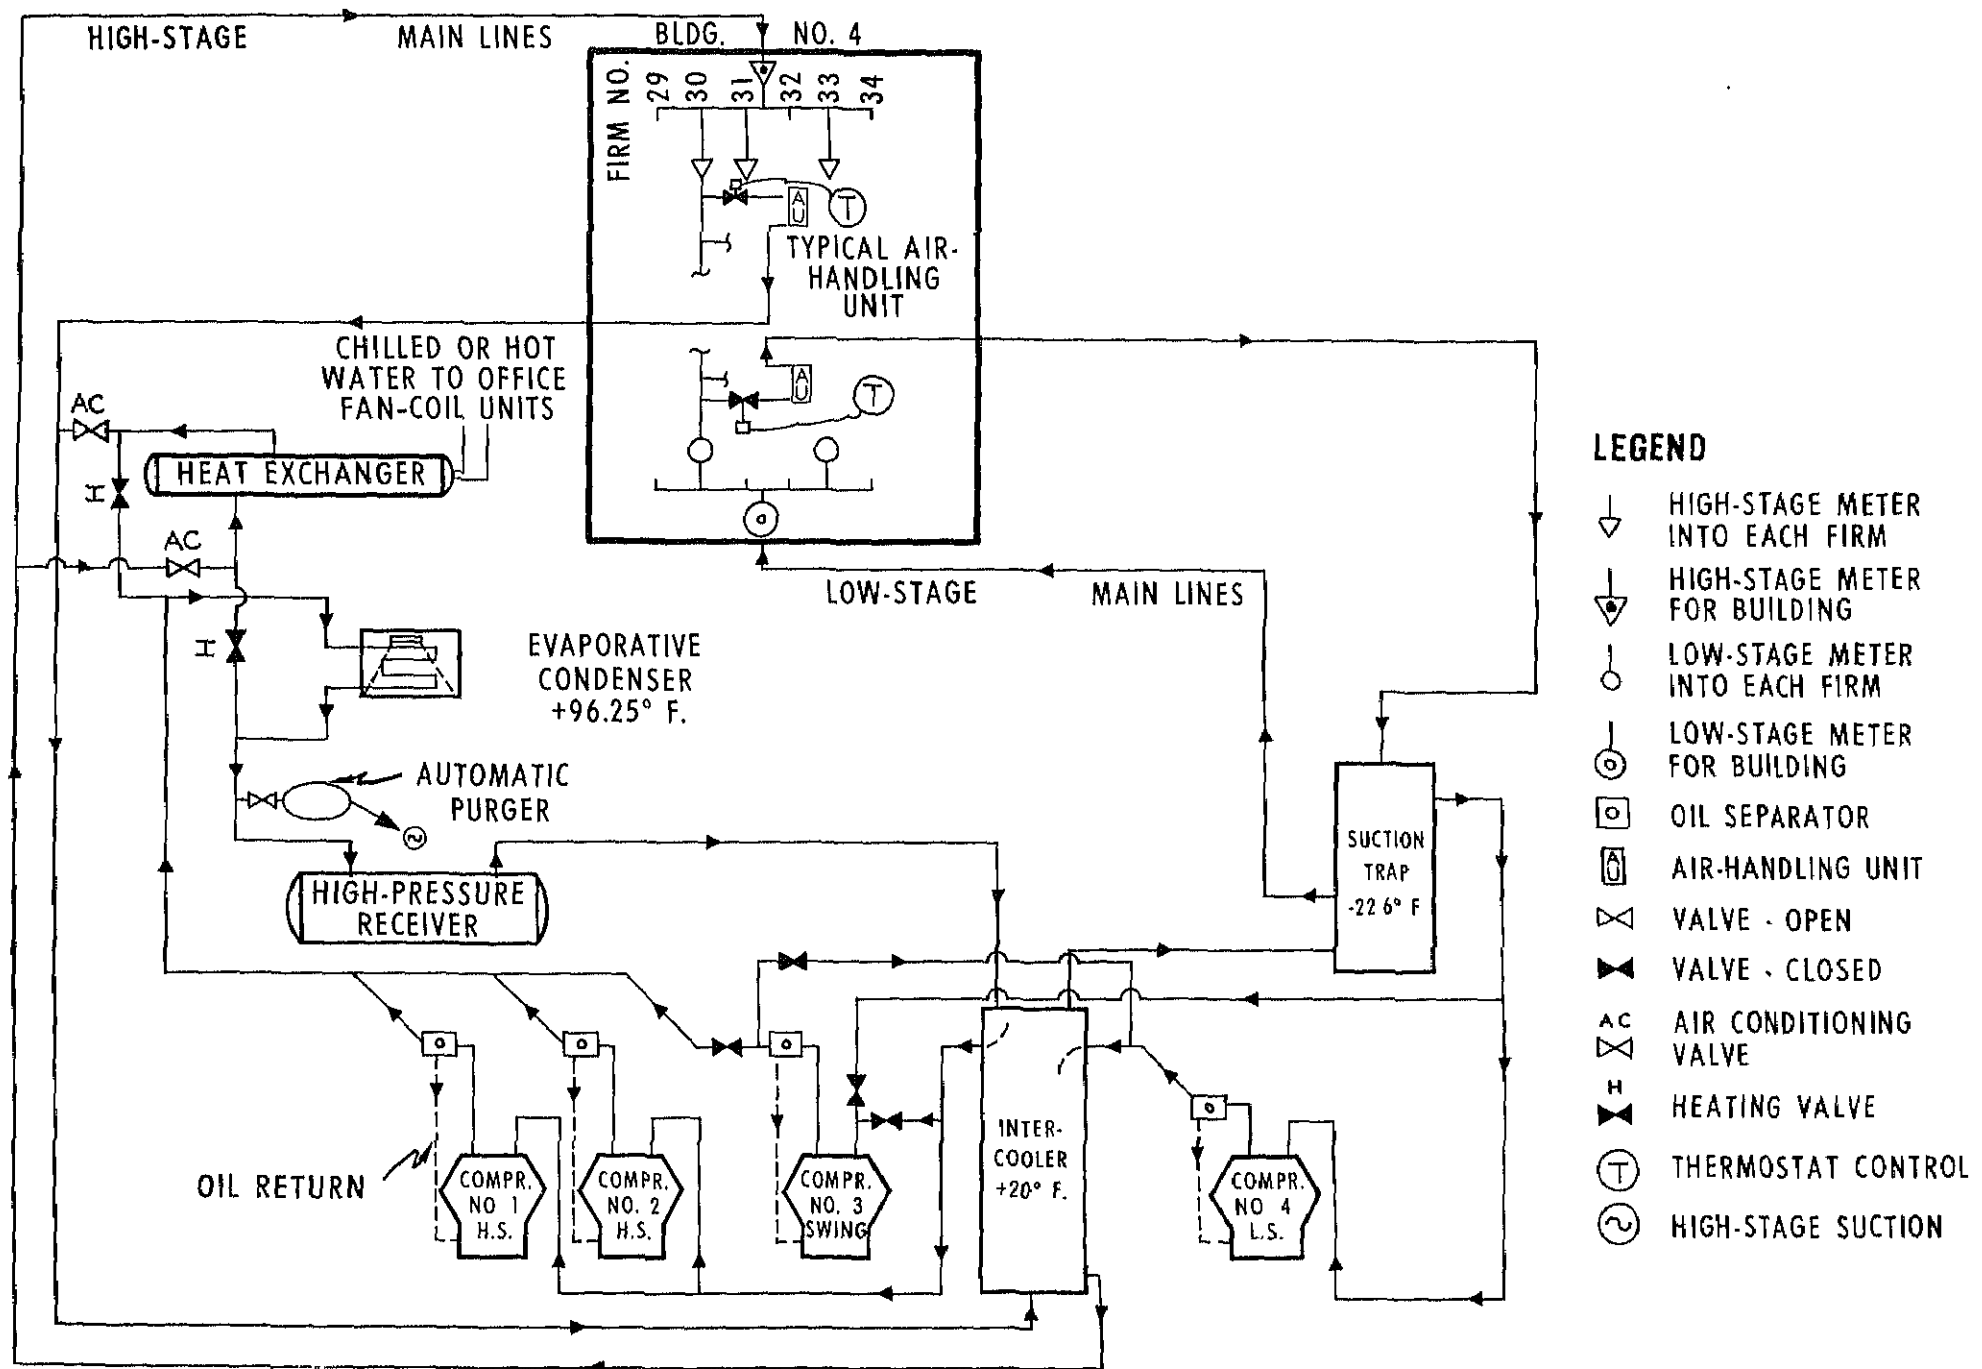 HIGH-STAGE MAIN LINES
BLDG. NO. 4
FIRM NO.
29
30
31
32
33
34
AU
T
TYPICAL AIR-
HANDLING
UNIT
CHILLED OR HOT
WATER TO OFFICE
FAN-COIL UNITS
AU
T
AC
HEAT EXCHANGER
H
AC
LOW-STAGE MAIN LINES
H
EVAPORATIVE
CONDENSER
+96.25° F.
AUTOMATIC
PURGER
HIGH-PRESSURE
RECEIVER
SUCTION
TRAP
-22 6° F
INTER-
COOLER
+20° F.
OIL RETURN
COMPR.
NO 1
H.S.
COMPR.
NO. 2
H.S.
COMPR.
NO. 3
SWING
COMPR.
NO 4
L.S.
LEGEND
HIGH-STAGE METER
INTO EACH FIRM
HIGH-STAGE METER
FOR BUILDING
LOW-STAGE METER
INTO EACH FIRM
LOW-STAGE METER
FOR BUILDING
OIL SEPARATOR
AU AIR-HANDLING UNIT
VALVE - OPEN
VALVE - CLOSED
AC AIR CONDITIONING
VALVE
H
HEATING VALVE
T THERMOSTAT CONTROL
HIGH-STAGE SUCTION